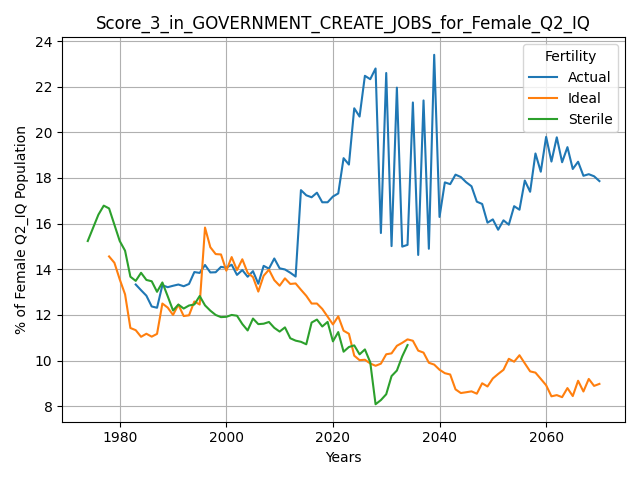 Score_3_in_GOVERNMENT_CREATE_JOBS_for_Female_Q2_IQ
Fertility
Actual
Ideal
Sterile
% of Female Q2_IQ Population
24
22
20
18
16
14
12
10
8
1980 2000 2020 2040 2060
Years